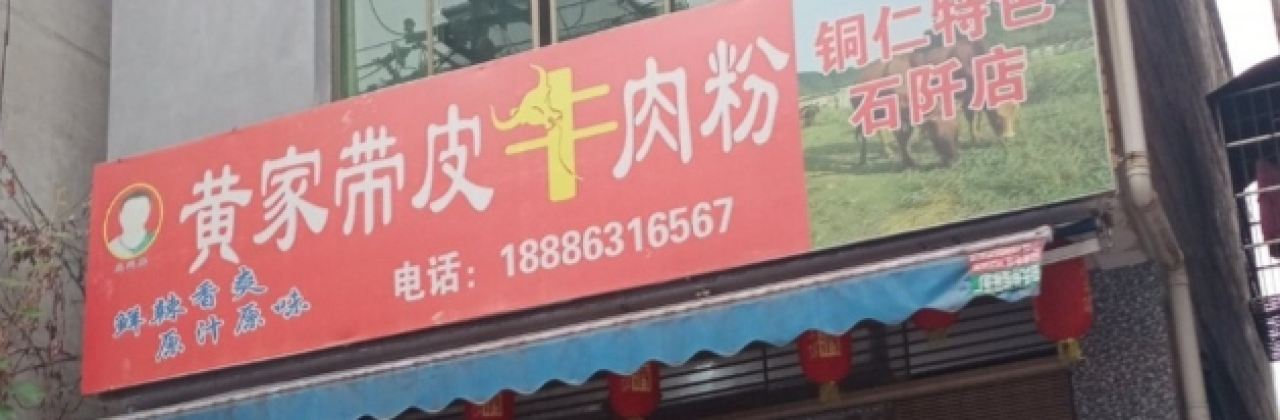 黄家带皮牛肉粉
电话：18886316567
鲜辣香爽
原汁原味
铜仁特色
石阡店